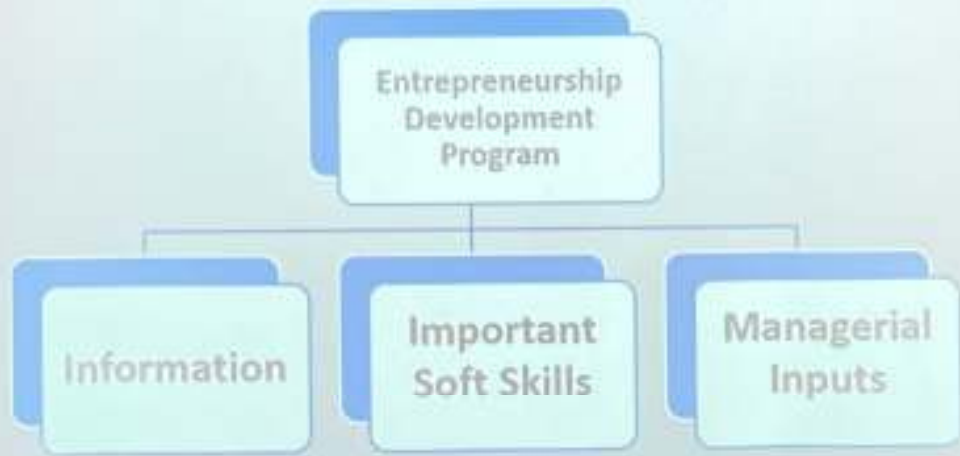 Entrepreneurship
Development
Program
Information
Important
Soft Skills
Managerial
Inputs